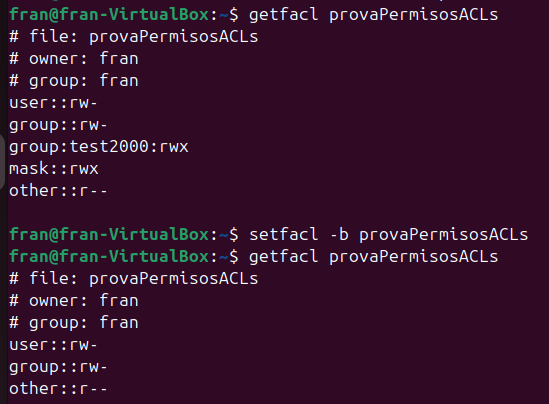 fran@fran-VirtualBox:~$ getfacl provaPermisosACLs
# file: provaPermisosACLs
# owner: fran
# group: fran
user::rw-
group::rw-
group:test2000:rwx
mask::rwx
other::r--
fran@fran-VirtualBox:~$ setfacl -b provaPermisosACLs
fran@fran-VirtualBox:~$ getfacl provaPermisosACLs
# file: provaPermisosACLs
# owner: fran
# group: fran
user::rw-
group::rw-
other::r--